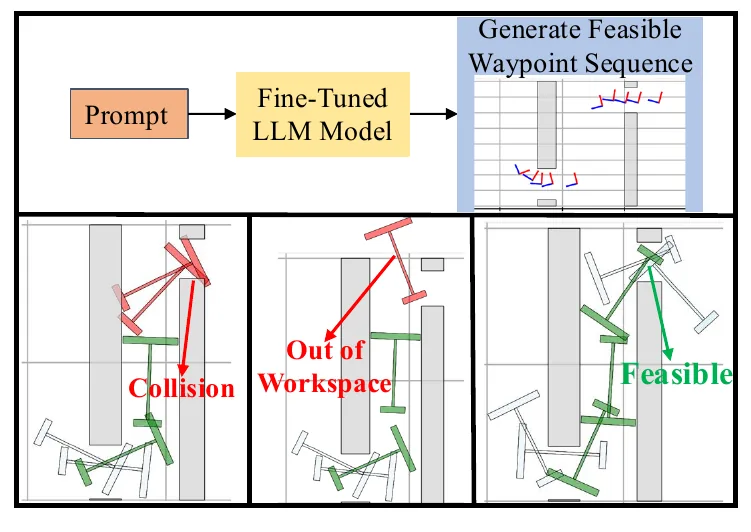 Prompt
Fine-Tuned
LLM Model
Generate Feasible
Waypoint Sequence
Collision
Out of
Workspace
Feasible